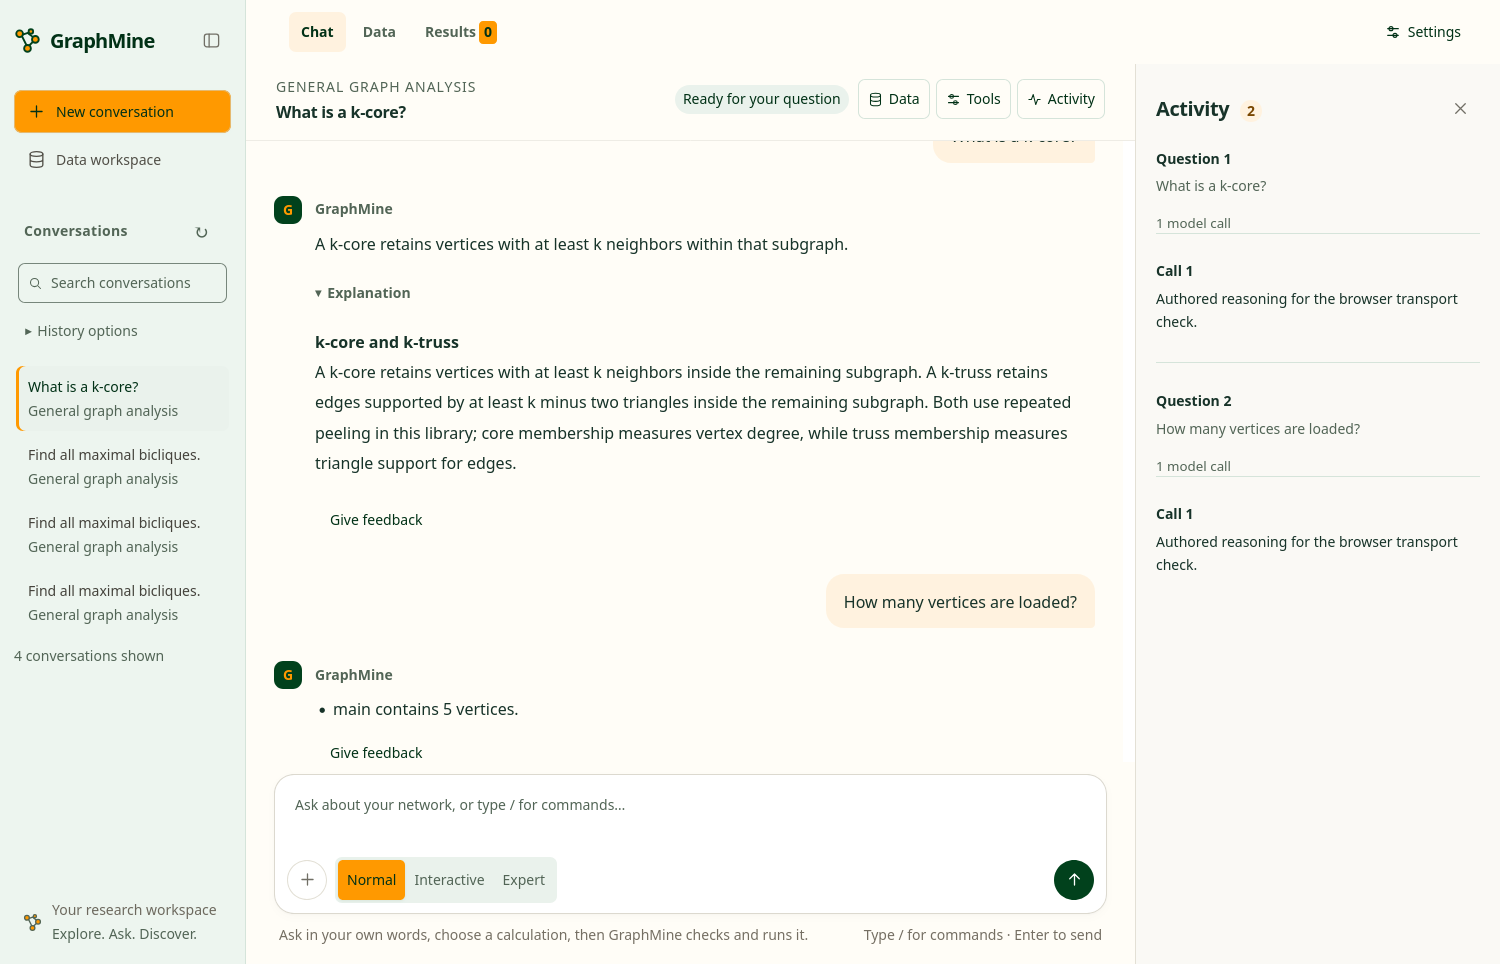 GraphMine
New conversation
Data workspace
Conversations
Search conversations
▸ History options
What is a k-core?
General graph analysis
Find all maximal bicliques.
General graph analysis
Find all maximal bicliques.
General graph analysis
Find all maximal bicliques.
General graph analysis
4 conversations shown
Your research workspace
Explore. Ask. Discover.
Chat
Data
Results 0
Settings
GENERAL GRAPH ANALYSIS
What is a k-core?
Ready for your question
Data
Tools
Activity
What is a k-core?
G
GraphMine
A k-core retains vertices with at least k neighbors within that subgraph.
▾ Explanation
k-core and k-truss
A k-core retains vertices with at least k neighbors inside the remaining subgraph. A k-truss retains
edges supported by at least k minus two triangles inside the remaining subgraph. Both use repeated
peeling in this library; core membership measures vertex degree, while truss membership measures
triangle support for edges.
Give feedback
How many vertices are loaded?
G
GraphMine
• main contains 5 vertices.
Give feedback
Ask about your network, or type / for commands...
Normal
Interactive
Expert
Ask in your own words, choose a calculation, then GraphMine checks and runs it.
Type / for commands · Enter to send
Activity 2
Question 1
What is a k-core?
1 model call
Call 1
Authored reasoning for the browser transport
check.
Question 2
How many vertices are loaded?
1 model call
Call 1
Authored reasoning for the browser transport
check.